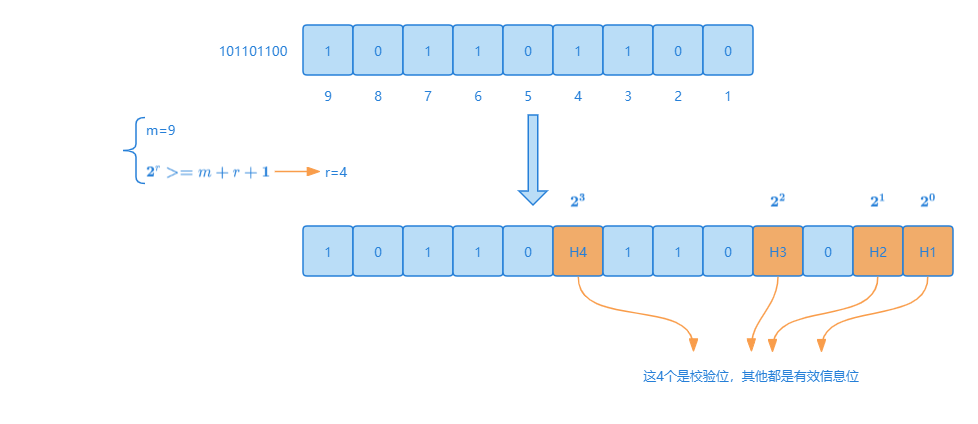 101101100 1 0 1 1 0 1 1 0 0
9 8 7 6 5 4 3 2 1
m=9
2^r >= m + r + 1 r=4
2^3 2^2 2^1 2^0
1 0 1 1 0 H4 1 1 0 H3 0 H2 H1
这4个是校验位，其他都是有效信息位